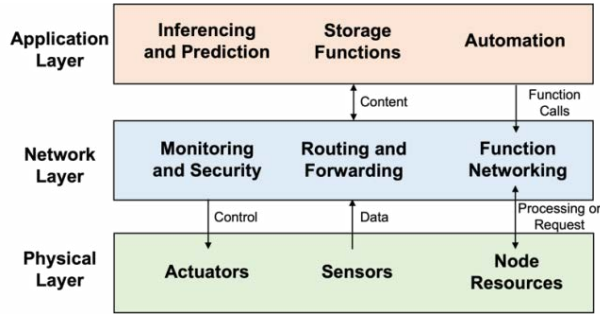 Application
Layer
Inferencing
and Prediction
Storage
Functions
Automation
Content
Function
Calls
Network
Layer
Monitoring
and Security
Routing and
Forwarding
Function
Networking
Control
Data
Processing or
Request
Physical
Layer
Actuators
Sensors
Node
Resources